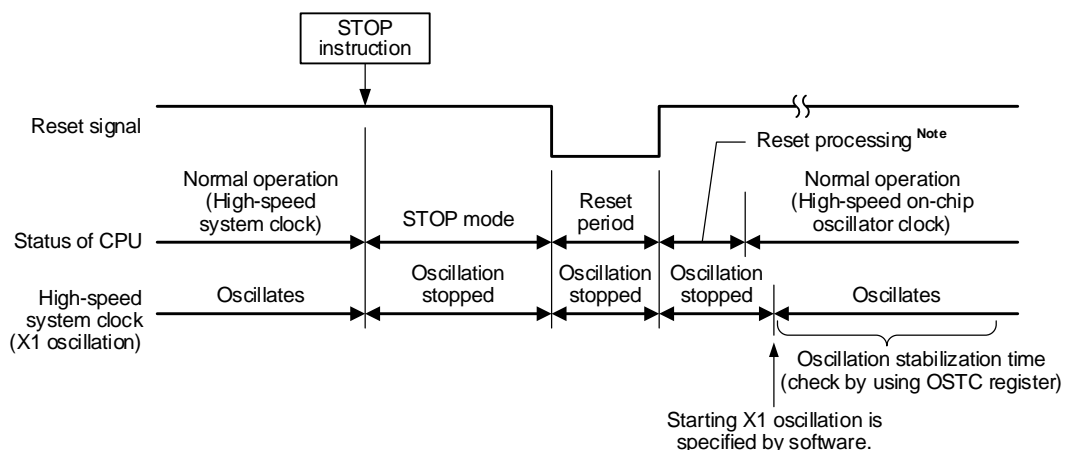 STOP
instruction
Reset signal
Reset processing Note
Normal operation
(High-speed
system clock)
STOP mode
Reset
period
Normal operation
(High-speed on-chip
oscillator clock)
Status of CPU
High-speed
system clock
(X1 oscillation)
Oscillates
Oscillation
stopped
Oscillation
stopped
Oscillation
stopped
Oscillates
Oscillation stabilization time
(check by using OSTC register)
Starting X1 oscillation is
specified by software.